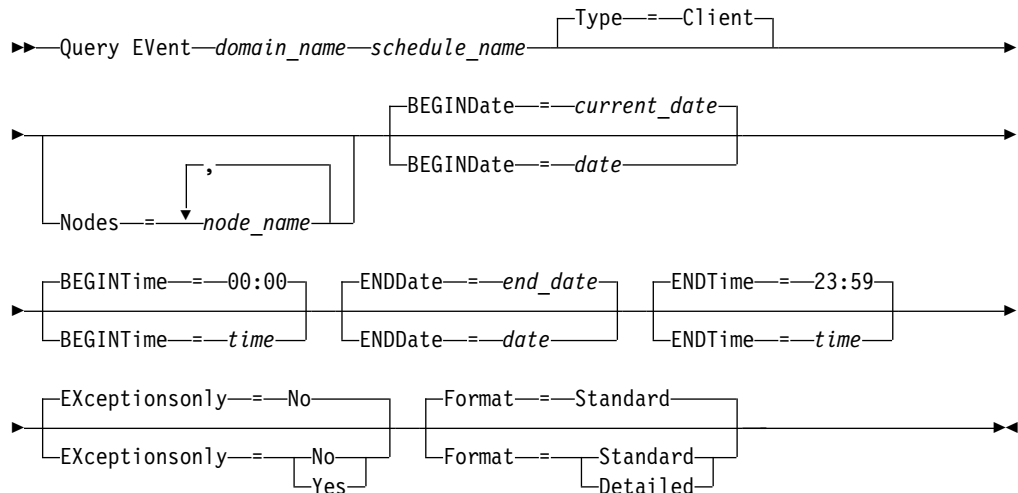 Type = Client
Query EVent domain_name schedule_name
BEGINDate = current_date
BEGINDate = date
,
Nodes = node_name
BEGINTime = 00:00
ENDDate = end_date
ENDTime = 23:59
BEGINTime = time
ENDDate = date
ENDTime = time
EXceptionsonly = No
Format = Standard
EXceptionsonly = No
Yes
Format = Standard
Detailed